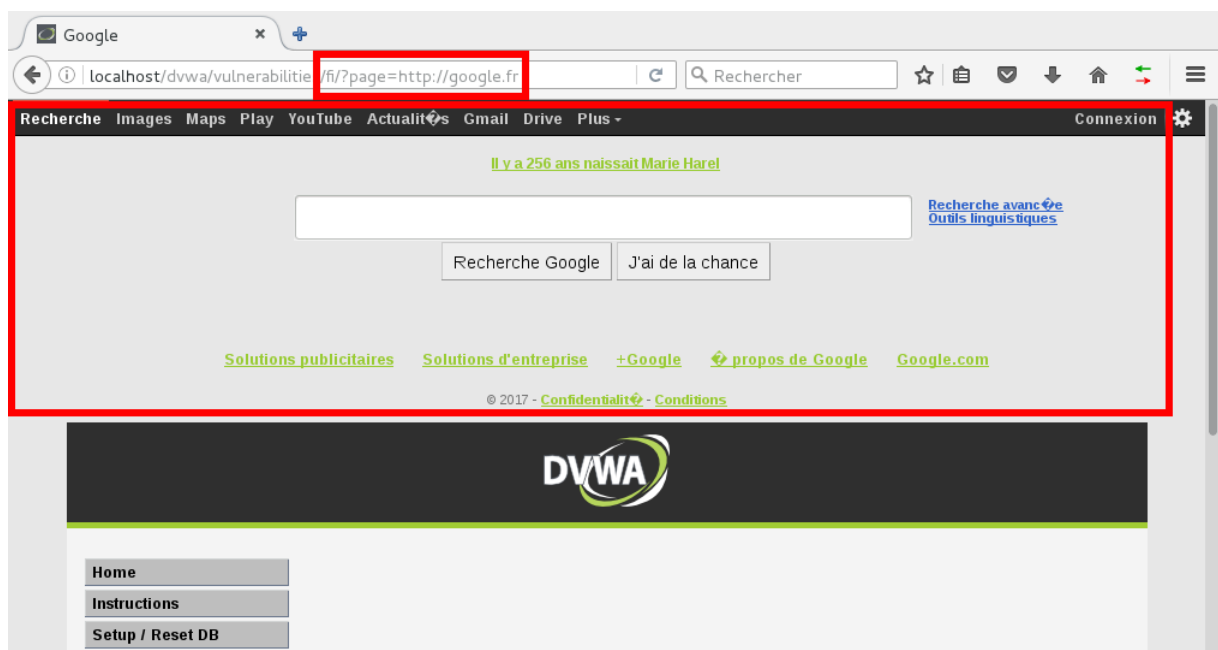 Google
localhost/dvwa/vulnerabilitie /fi/?page=http://google.fr
Rechercher
Recherche Images Maps Play YouTube Actualit�s Gmail Drive Plus
Connexion
Il y a 256 ans naissait Marie Harel
Recherche avanc�e
Outils linguistiques
Recherche Google
J'ai de la chance
Solutions publicitaires Solutions d'entreprise +Google � propos de Google Google.com
© 2017 - Confidentialit� - Conditions
DVWA
Home
Instructions
Setup / Reset DB